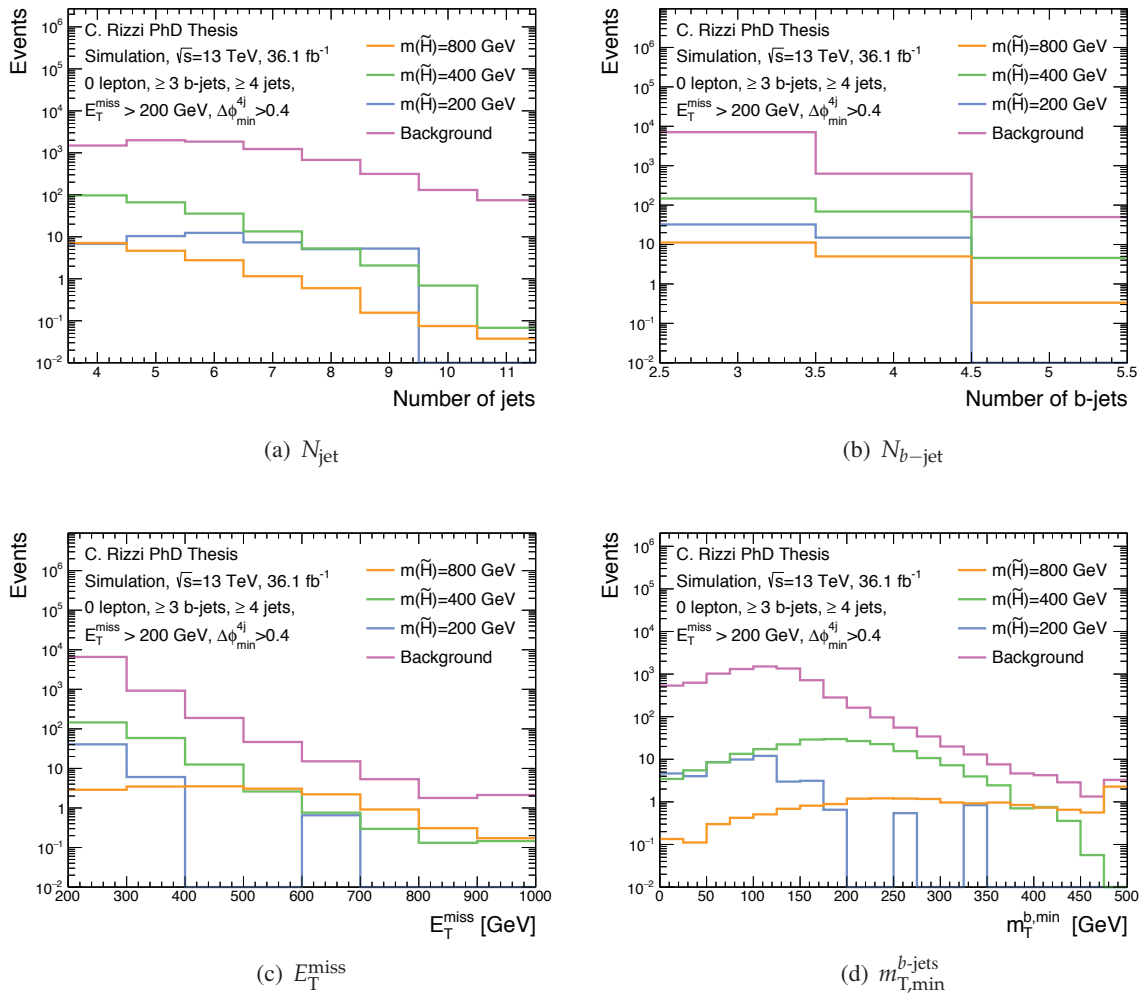 Events
C. Rizzi PhD Thesis
Simulation, √s=13 TeV, 36.1 fb⁻¹
0 lepton, ≥ 3 b-jets, ≥ 4 jets,
E_T^miss > 200 GeV, Δϕ_min^4j >0.4
m(H̃)=800 GeV
m(H̃)=400 GeV
m(H̃)=200 GeV
Background
10⁶
10⁵
10⁴
10³
10²
10
1
10⁻¹
10⁻²
4 5 6 7 8 9 10 11
Number of jets
(a) N_jet
Events
C. Rizzi PhD Thesis
Simulation, √s=13 TeV, 36.1 fb⁻¹
0 lepton, ≥ 3 b-jets, ≥ 4 jets,
E_T^miss > 200 GeV, Δϕ_min^4j >0.4
m(H̃)=800 GeV
m(H̃)=400 GeV
m(H̃)=200 GeV
Background
10⁶
10⁵
10⁴
10³
10²
10
1
10⁻¹
10⁻²
2.5 3 3.5 4 4.5 5 5.5
Number of b-jets
(b) N_b−jet
Events
C. Rizzi PhD Thesis
Simulation, √s=13 TeV, 36.1 fb⁻¹
0 lepton, ≥ 3 b-jets, ≥ 4 jets,
E_T^miss > 200 GeV, Δϕ_min^4j >0.4
m(H̃)=800 GeV
m(H̃)=400 GeV
m(H̃)=200 GeV
Background
10⁶
10⁵
10⁴
10³
10²
10
1
10⁻¹
10⁻²
200 300 400 500 600 700 800 900 1000
E_T^miss [GeV]
(c) E_T^miss
Events
C. Rizzi PhD Thesis
Simulation, √s=13 TeV, 36.1 fb⁻¹
0 lepton, ≥ 3 b-jets, ≥ 4 jets,
E_T^miss > 200 GeV, Δϕ_min^4j >0.4
m(H̃)=800 GeV
m(H̃)=400 GeV
m(H̃)=200 GeV
Background
10⁶
10⁵
10⁴
10³
10²
10
1
10⁻¹
10⁻²
0 50 100 150 200 250 300 350 400 450 500
m_T^b,min [GeV]
(d) m_T,min^b-jets